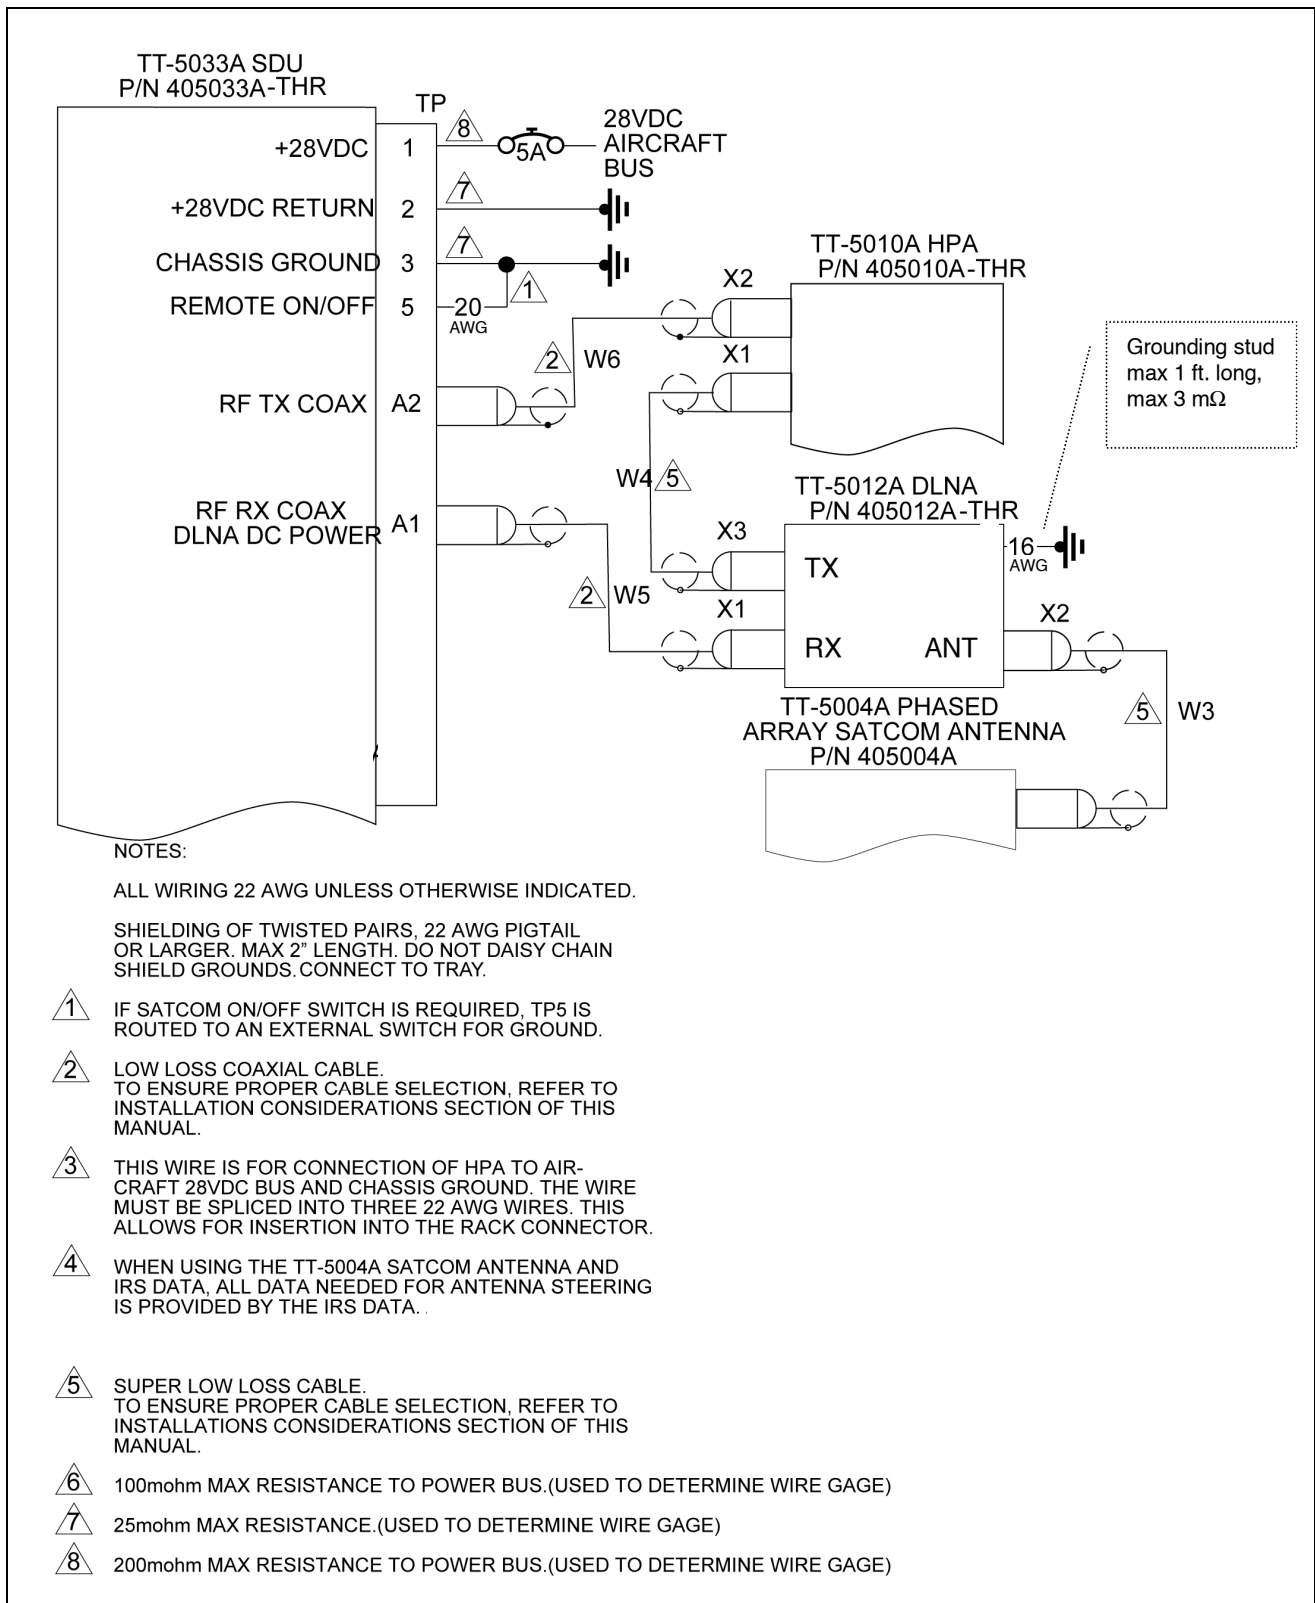 TT-5033A SDU
P/N 405033A-THR
TP
+28VDC
1
8
5A
28VDC
AIRCRAFT
BUS
+28VDC RETURN
2
7
CHASSIS GROUND
3
7
1
REMOTE ON/OFF
5
20
AWG
RF TX COAX
A2
2
W6
RF RX COAX
DLNA DC POWER
A1
2
W5
TT-5010A HPA
P/N 405010A-THR
X2
X1
W4
5
Grounding stud
max 1 ft. long,
max 3 mΩ
TT-5012A DLNA
P/N 405012A-THR
X3
TX
16
AWG
X1
RX
ANT
X2
5
W3
TT-5004A PHASED
ARRAY SATCOM ANTENNA
P/N 405004A
NOTES:
ALL WIRING 22 AWG UNLESS OTHERWISE INDICATED.
SHIELDING OF TWISTED PAIRS, 22 AWG PIGTAIL
OR LARGER. MAX 2” LENGTH. DO NOT DAISY CHAIN
SHIELD GROUNDS. CONNECT TO TRAY.
1 IF SATCOM ON/OFF SWITCH IS REQUIRED, TP5 IS
ROUTED TO AN EXTERNAL SWITCH FOR GROUND.
2 LOW LOSS COAXIAL CABLE.
TO ENSURE PROPER CABLE SELECTION, REFER TO
INSTALLATION CONSIDERATIONS SECTION OF THIS
MANUAL.
3 THIS WIRE IS FOR CONNECTION OF HPA TO AIR-
CRAFT 28VDC BUS AND CHASSIS GROUND. THE WIRE
MUST BE SPLICED INTO THREE 22 AWG WIRES. THIS
ALLOWS FOR INSERTION INTO THE RACK CONNECTOR.
4 WHEN USING THE TT-5004A SATCOM ANTENNA AND
IRS DATA, ALL DATA NEEDED FOR ANTENNA STEERING
IS PROVIDED BY THE IRS DATA. .
5 SUPER LOW LOSS CABLE.
TO ENSURE PROPER CABLE SELECTION, REFER TO
INSTALLATIONS CONSIDERATIONS SECTION OF THIS
MANUAL.
6 100mohm MAX RESISTANCE TO POWER BUS.(USED TO DETERMINE WIRE GAGE)
7 25mohm MAX RESISTANCE.(USED TO DETERMINE WIRE GAGE)
8 200mohm MAX RESISTANCE TO POWER BUS.(USED TO DETERMINE WIRE GAGE)